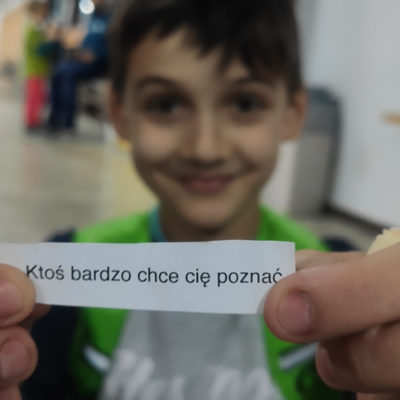 Ktoś bardzo chce cię poznać